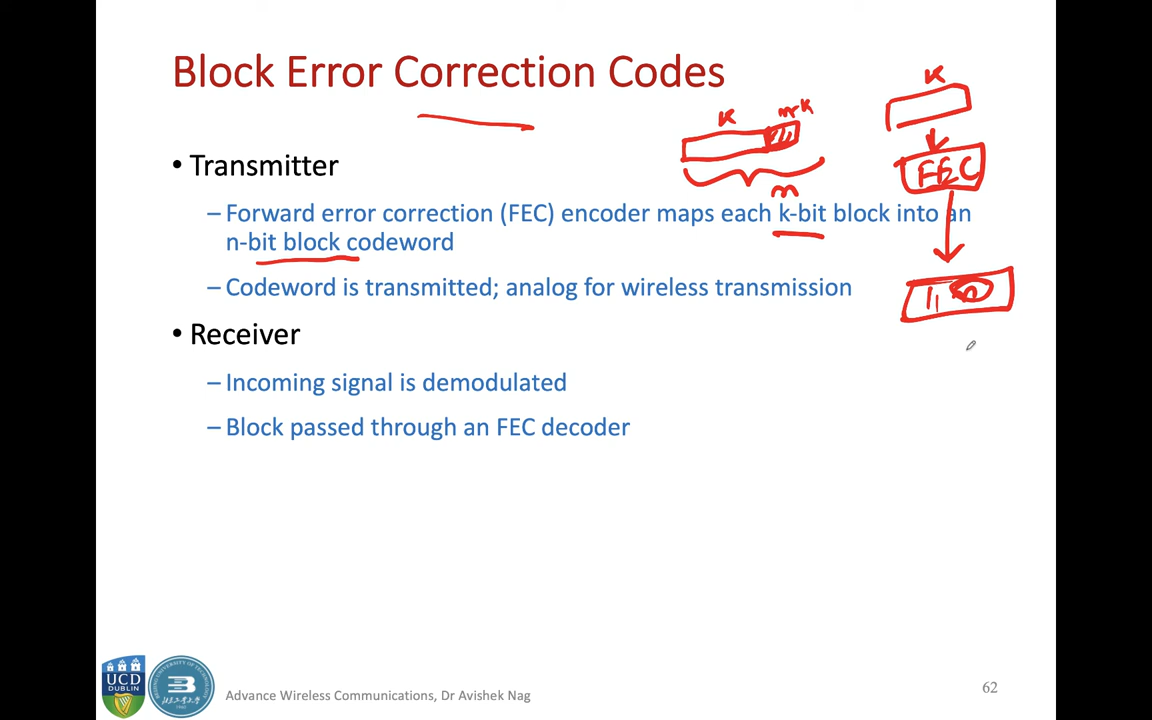 Block Error Correction Codes
k
k
n-k
• Transmitter
FEC
n
– Forward error correction (FEC) encoder maps each k-bit block into an
n-bit block codeword
– Codeword is transmitted; analog for wireless transmission
• Receiver
– Incoming signal is demodulated
– Block passed through an FEC decoder
UCD
DUBLIN
Advance Wireless Communications, Dr Avishek Nag
62